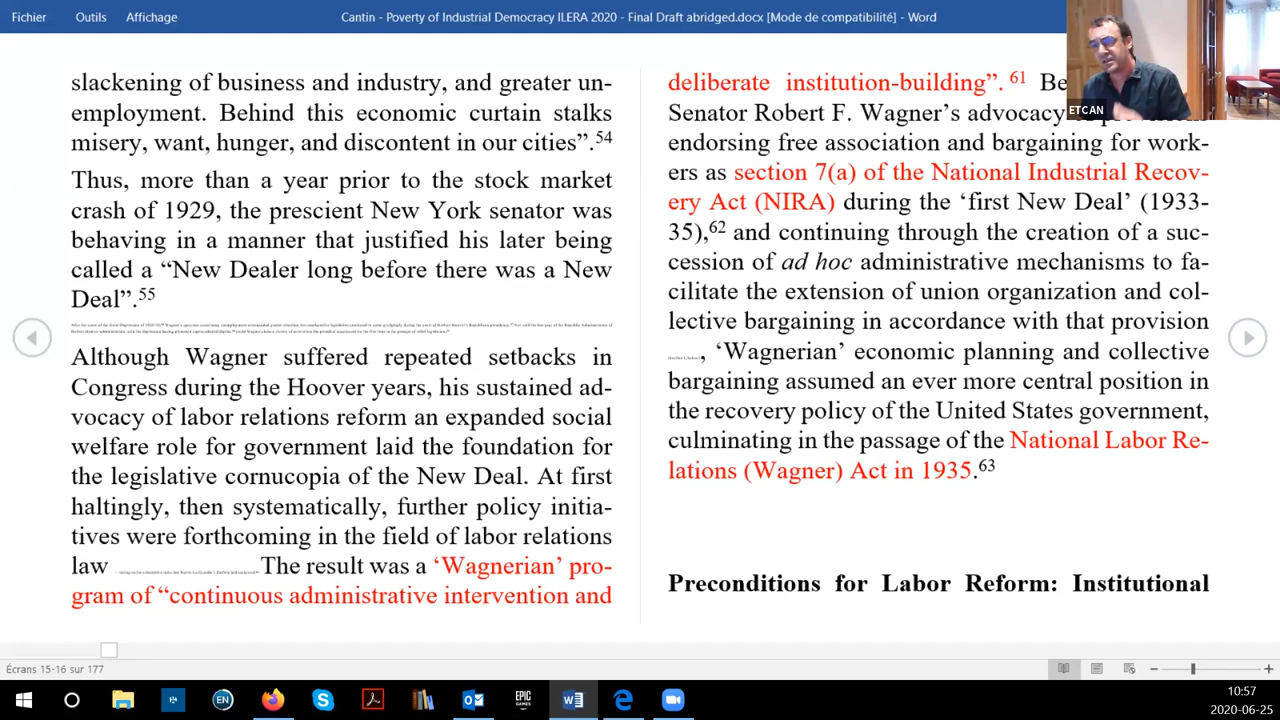 Fichier Outils Affichage
Cantin - Poverty of Industrial Democracy ILERA 2020 - Final Draft abridged.docx [Mode de compatibilité] - Word
ETCAN
slackening of business and industry, and greater un-
employment. Behind this economic curtain stalks
misery, want, hunger, and discontent in our cities”.54
Thus, more than a year prior to the stock market
crash of 1929, the prescient New York senator was
behaving in a manner that justified his later being
called a “New Dealer long before there was a New
Deal”.55
Although Wagner suffered repeated setbacks in
Congress during the Hoover years, his sustained ad-
vocacy of labor relations reform an expanded social
welfare role for government laid the foundation for
the legislative cornucopia of the New Deal. At first
haltingly, then systematically, further policy initia-
tives were forthcoming in the field of labor relations
law The result was a ‘Wagnerian’ pro-
gram of “continuous administrative intervention and
deliberate institution-building”. 61
Senator Robert F. Wagner’s advocacy
endorsing free association and bargaining for work-
ers as section 7(a) of the National Industrial Recov-
ery Act (NIRA) during the ‘first New Deal’ (1933-
35),62 and continuing through the creation of a suc-
cession of ad hoc administrative mechanisms to fa-
cilitate the extension of union organization and col-
lective bargaining in accordance with that provision
, ‘Wagnerian’ economic planning and collective
bargaining assumed an ever more central position in
the recovery policy of the United States government,
culminating in the passage of the National Labor Re-
lations (Wagner) Act in 1935.63
Preconditions for Labor Reform: Institutional
Écrans 15-16 sur 177
EN
EPIC GAMES
10:57
2020-06-25